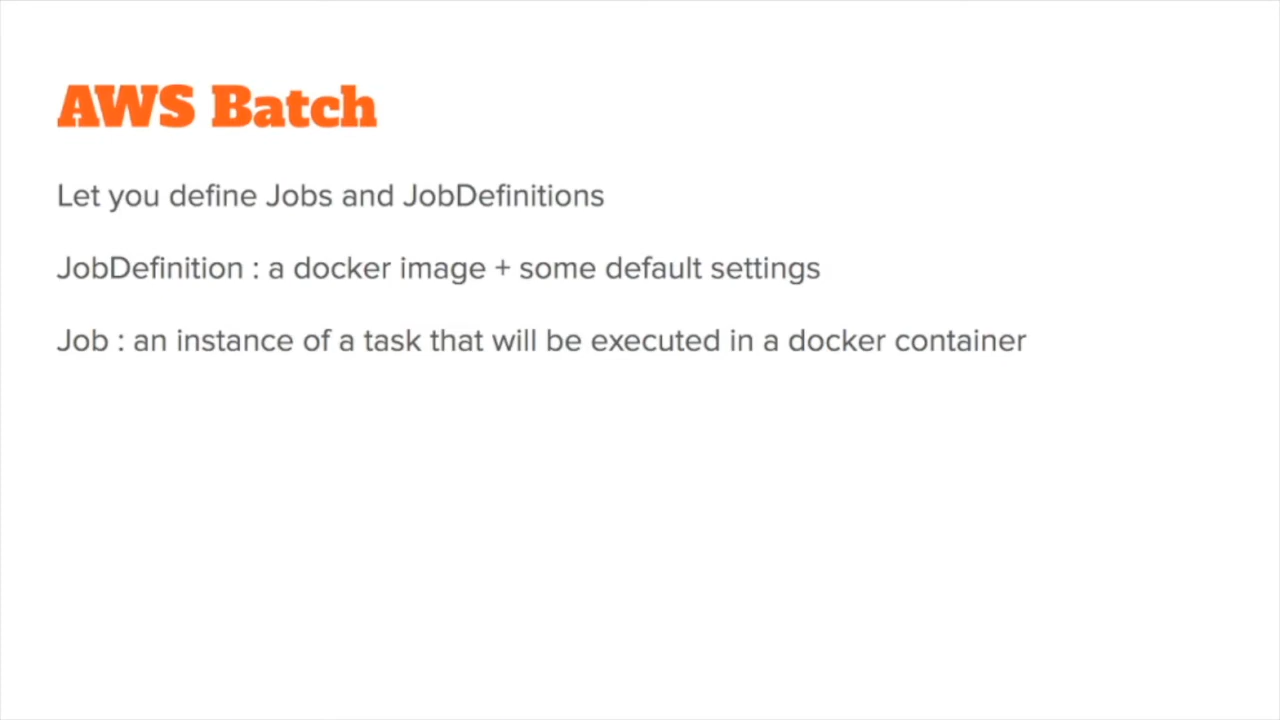 AWS Batch
Let you define Jobs and JobDefinitions
JobDefinition : a docker image + some default settings
Job : an instance of a task that will be executed in a docker container